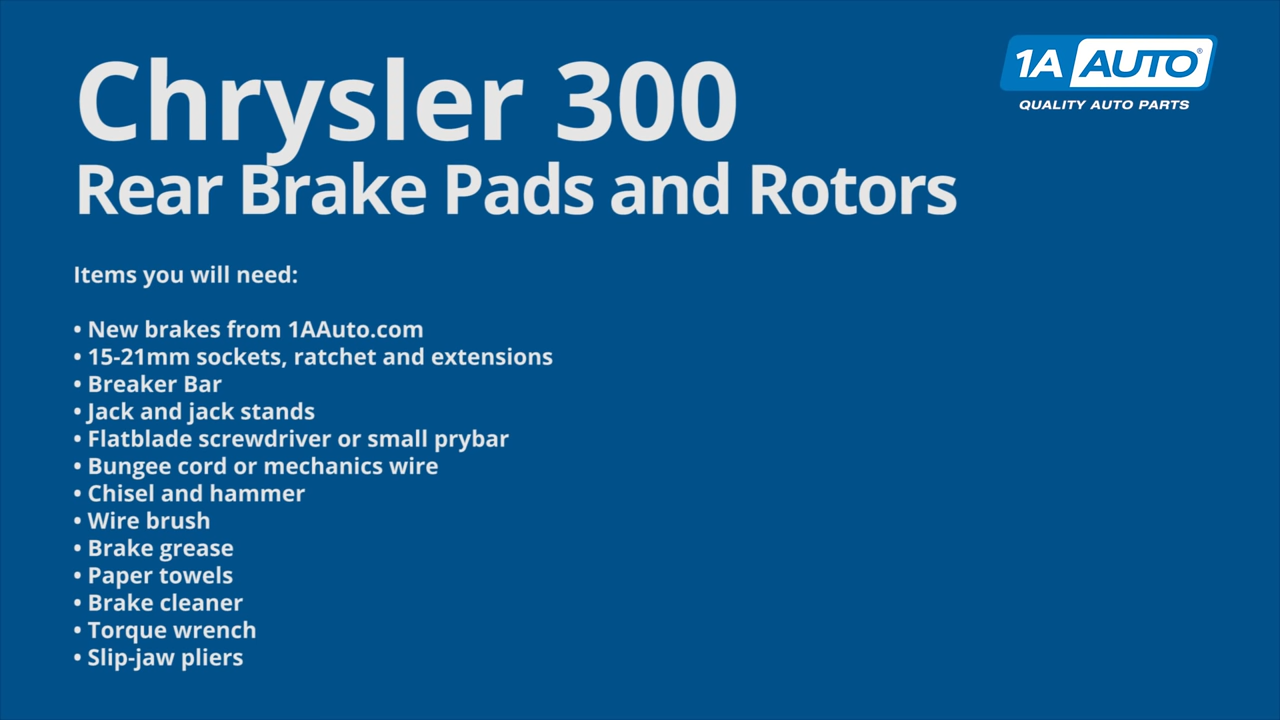 Chrysler 300
Rear Brake Pads and Rotors
1A AUTO®
QUALITY AUTO PARTS
Items you will need:
• New brakes from 1AAuto.com
• 15-21mm sockets, ratchet and extensions
• Breaker Bar
• Jack and jack stands
• Flatblade screwdriver or small prybar
• Bungee cord or mechanics wire
• Chisel and hammer
• Wire brush
• Brake grease
• Paper towels
• Brake cleaner
• Torque wrench
• Slip-jaw pliers